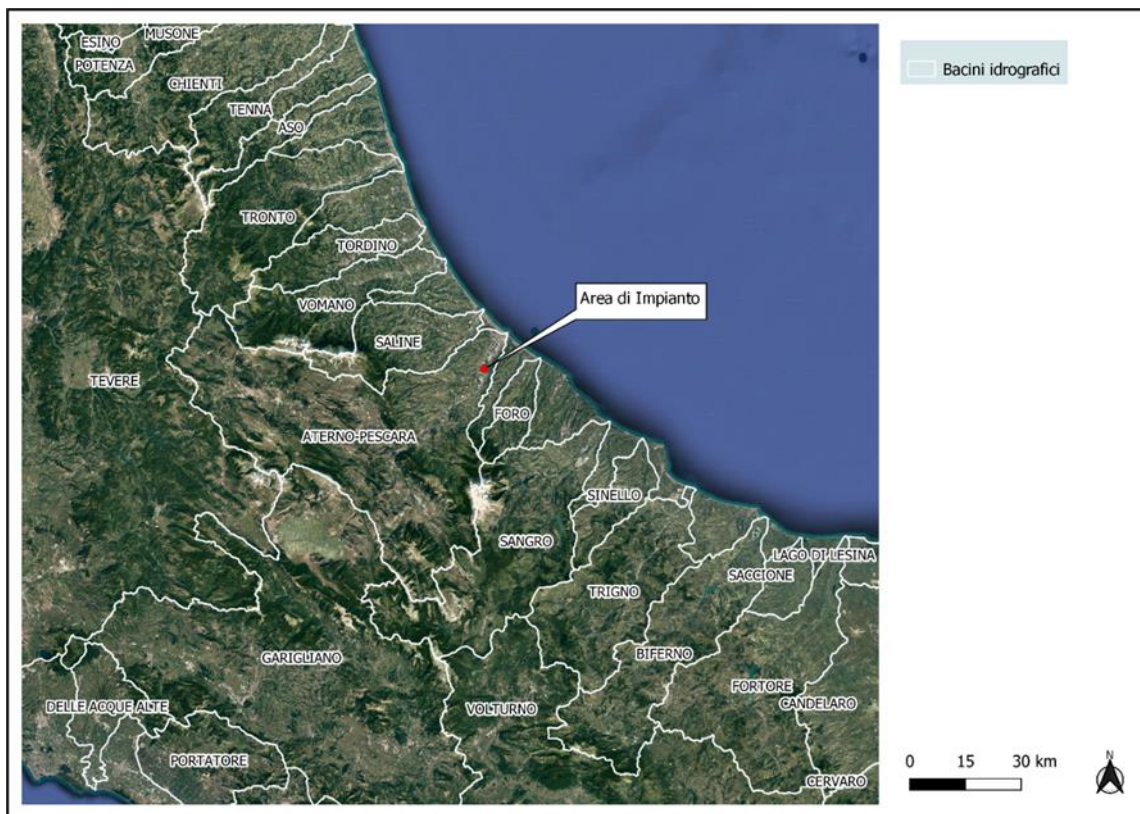 MUSONE
ESINO
POTENZA
CHIENTI
TENNA
ASO
TRONTO
TORDINO
VOMANO
SALINE
TEVERE
FORO
ATERNO-PESCARA
SINELLO
SANGRO
LAGO DI LESINA
SACCIONE
TRIGNO
BIFERNO
GARIGLIANO
FORTORE
CANDELARO
DELLE ACQUE ALTE
VOLTURNO
PORTATORE
CERVARO
Area di Impianto
Bacini idrografici
0 15 30 km
N